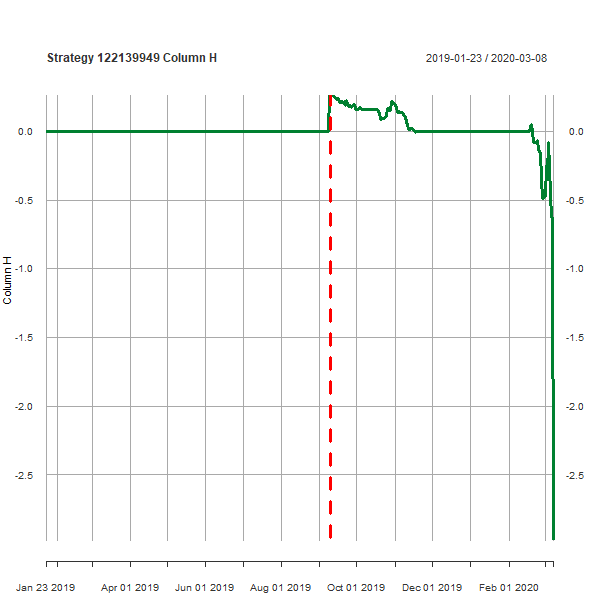 Strategy 122139949 Column H
2019-01-23 / 2020-03-08
0.0 0.0
-0.5 -0.5
-1.0 -1.0
-1.5 -1.5
-2.0 -2.0
-2.5 -2.5
Column H
Jan 23 2019 Apr 01 2019 Jun 01 2019 Aug 01 2019 Oct 01 2019 Dec 01 2019 Feb 01 2020